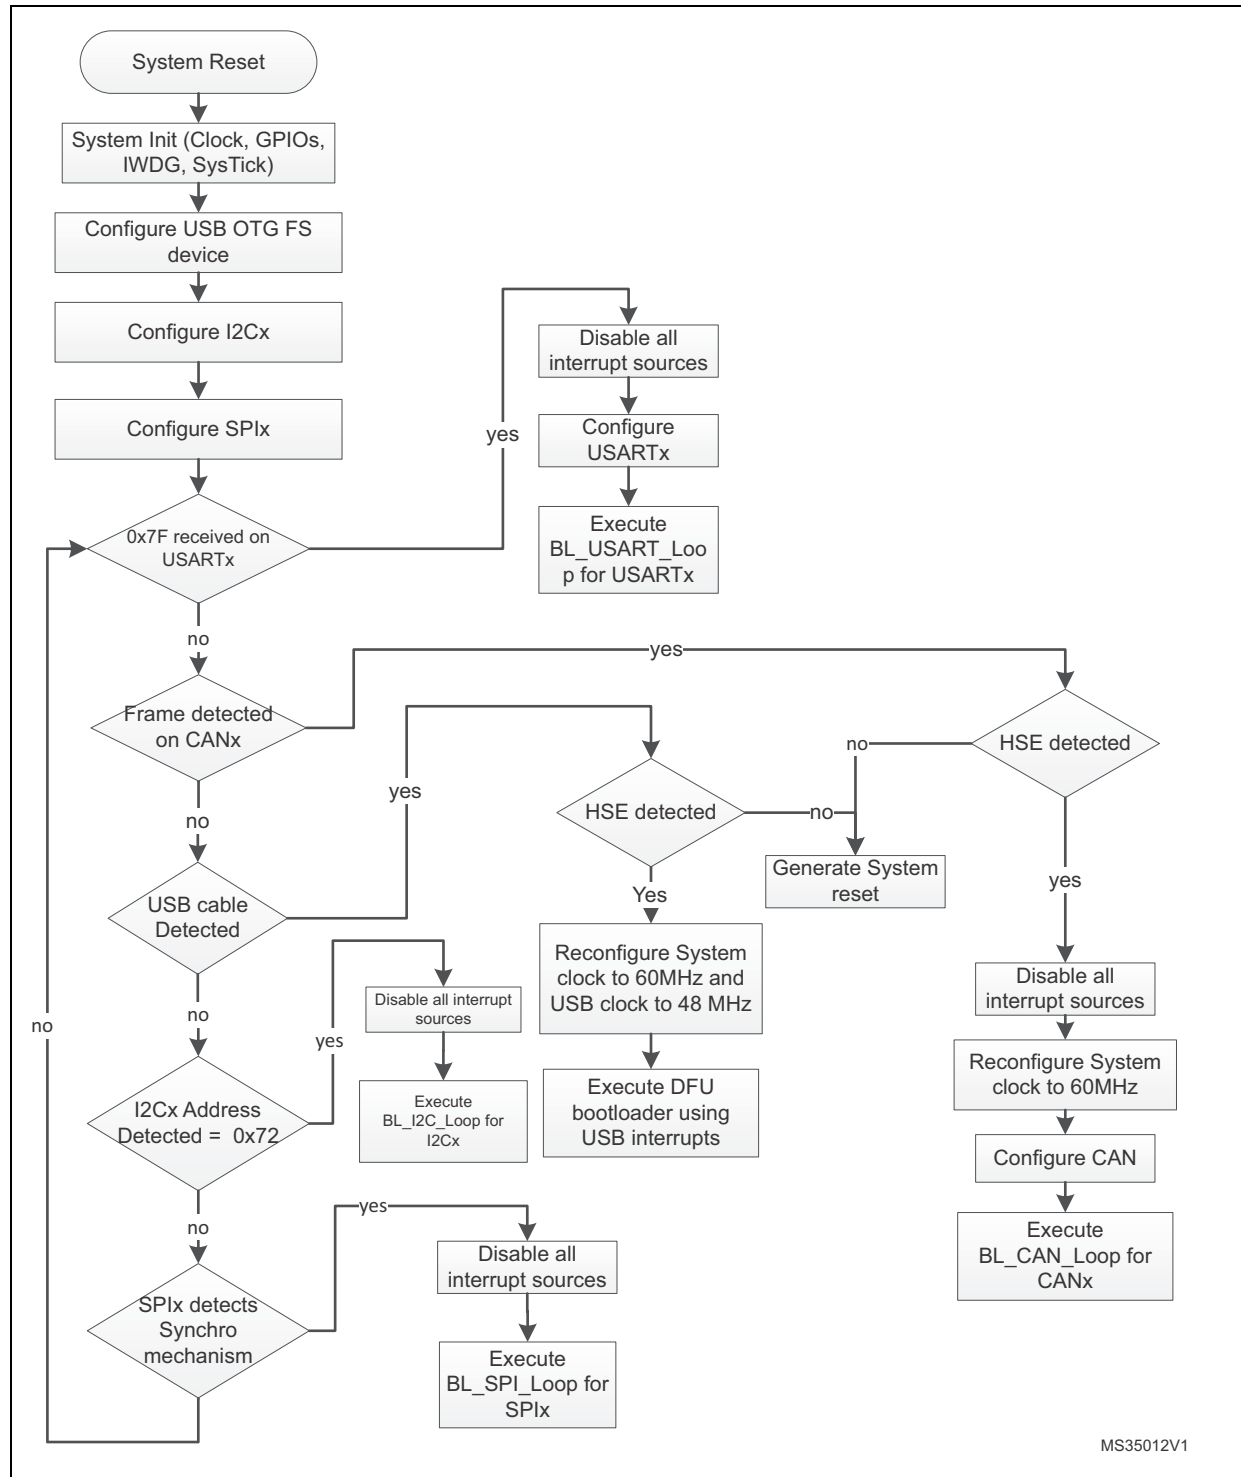 System Reset
System Init (Clock, GPIOs,
IWDG, SysTick)
Configure USB OTG FS
device
Configure I2Cx
Configure SPIx
0x7F received on
USARTx
yes
Disable all
interrupt sources
Configure
USARTx
Execute
BL_USART_Loo
p for USARTx
no
Frame detected
on CANx
yes
HSE detected
no
yes
Disable all
interrupt sources
Reconfigure System
clock to 60MHz
Configure CAN
Execute
BL_CAN_Loop for
CANx
no
USB cable
Detected
yes
HSE detected
no
Generate System
reset
Yes
Reconfigure System
clock to 60MHz and
USB clock to 48 MHz
Execute DFU
bootloader using
USB interrupts
no
I2Cx Address
Detected = 0x72
yes
Disable all interrupt
sources
Execute
BL_I2C_Loop for
I2Cx
no
SPIx detects
Synchro
mechanism
yes
Disable all
interrupt sources
Execute
BL_SPI_Loop for
SPIx
no
MS35012V1